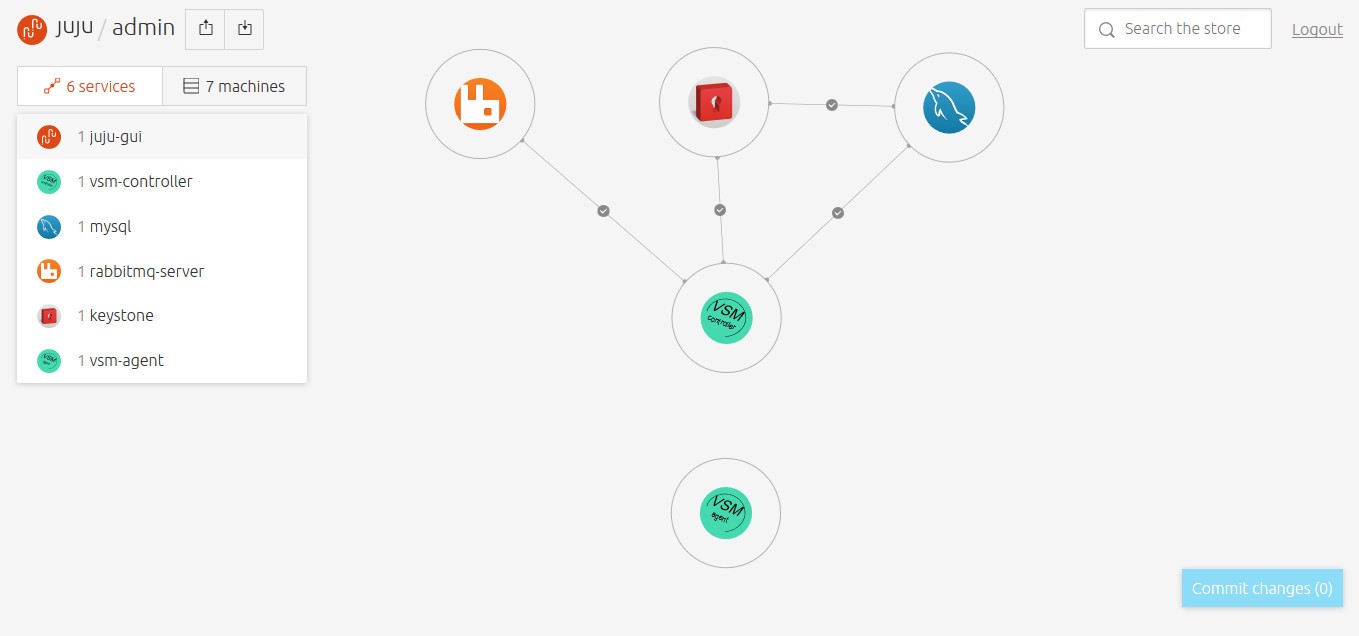 juju / admin
Search the store
Logout
6 services
7 machines
1 juju-gui
1 vsm-controller
1 mysql
1 rabbitmq-server
1 keystone
1 vsm-agent
VSM
controller
VSM
agent
Commit changes (0)